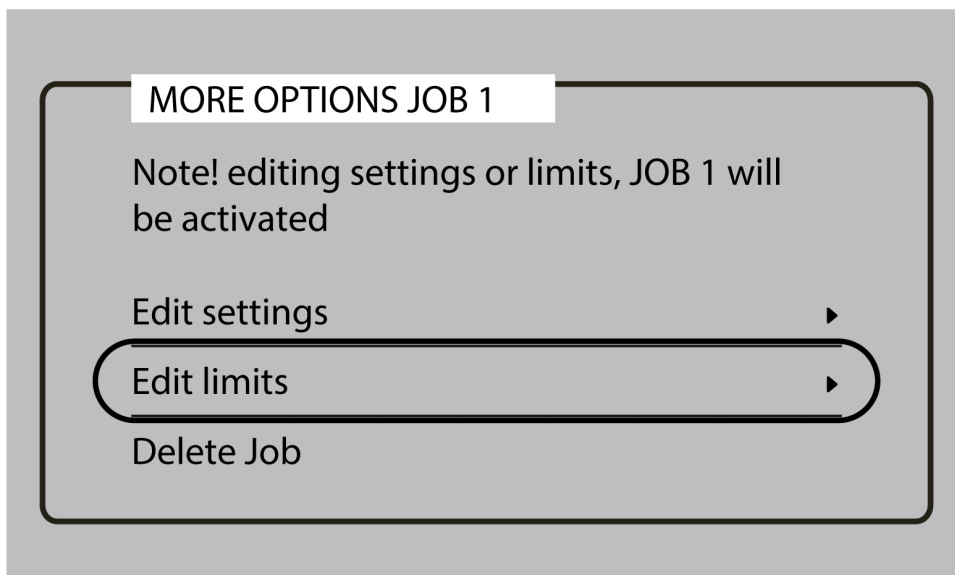 MORE OPTIONS JOB 1
Note! editing settings or limits, JOB 1 will
be activated
Edit settings
Edit limits
Delete Job